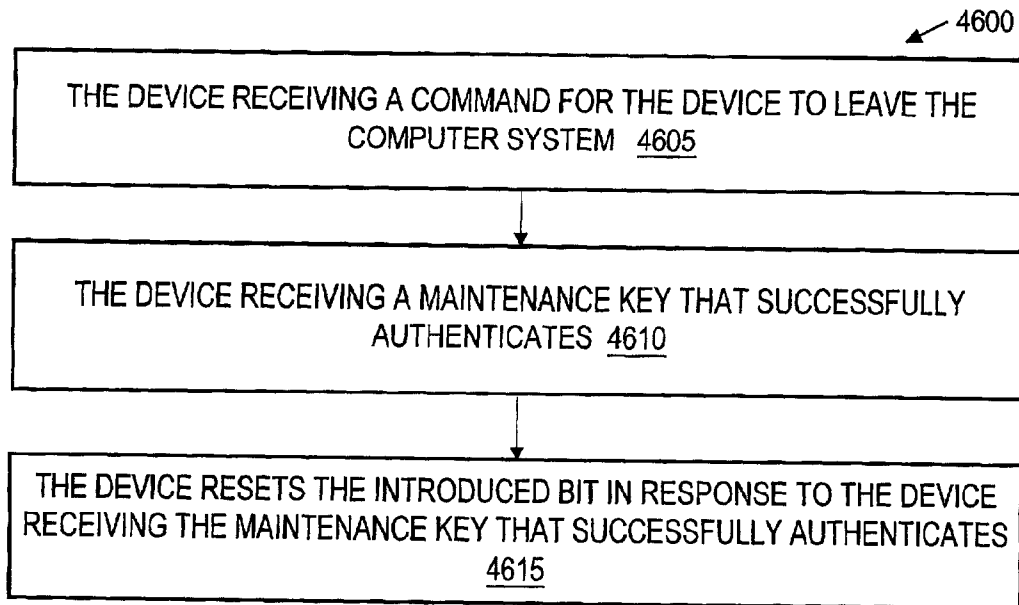 4600
THE DEVICE RECEIVING A COMMAND FOR THE DEVICE TO LEAVE THE
COMPUTER SYSTEM 4605
THE DEVICE RECEIVING A MAINTENANCE KEY THAT SUCCESSFULLY
AUTHENTICATES 4610
THE DEVICE RESETS THE INTRODUCED BIT IN RESPONSE TO THE DEVICE
RECEIVING THE MAINTENANCE KEY THAT SUCCESSFULLY AUTHENTICATES
4615